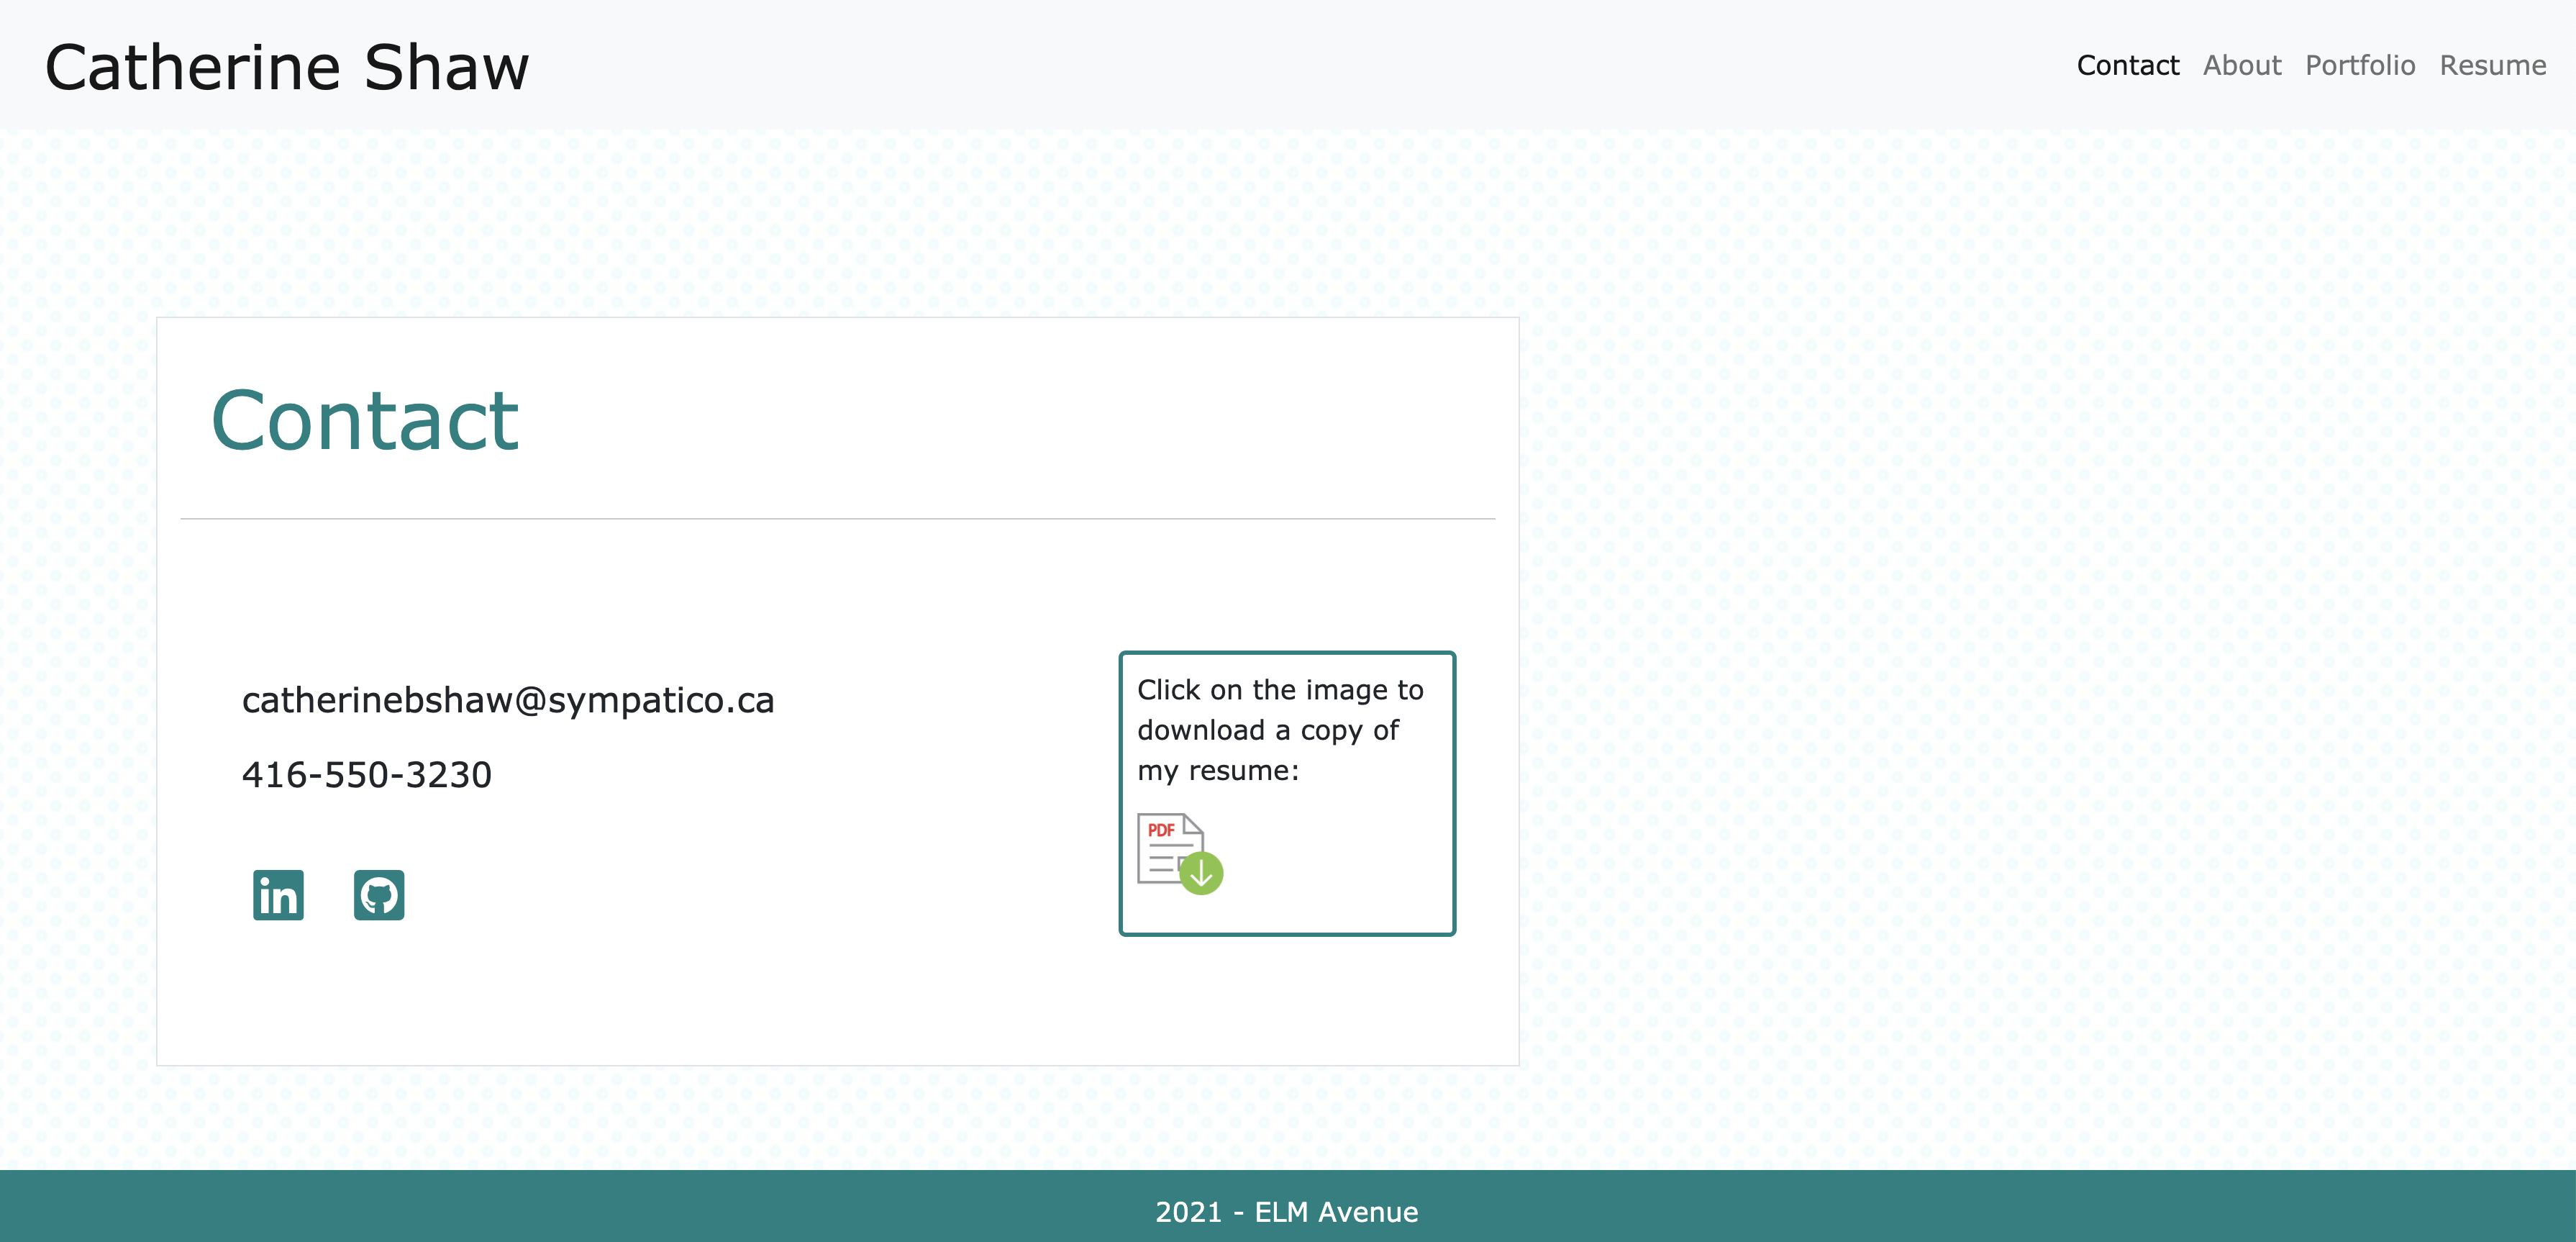 Catherine Shaw
Contact About Portfolio Resume
Contact
catherinebshaw@sympatico.ca
416-550-3230
in
Click on the image to
download a copy of
my resume:
PDF
2021 - ELM Avenue